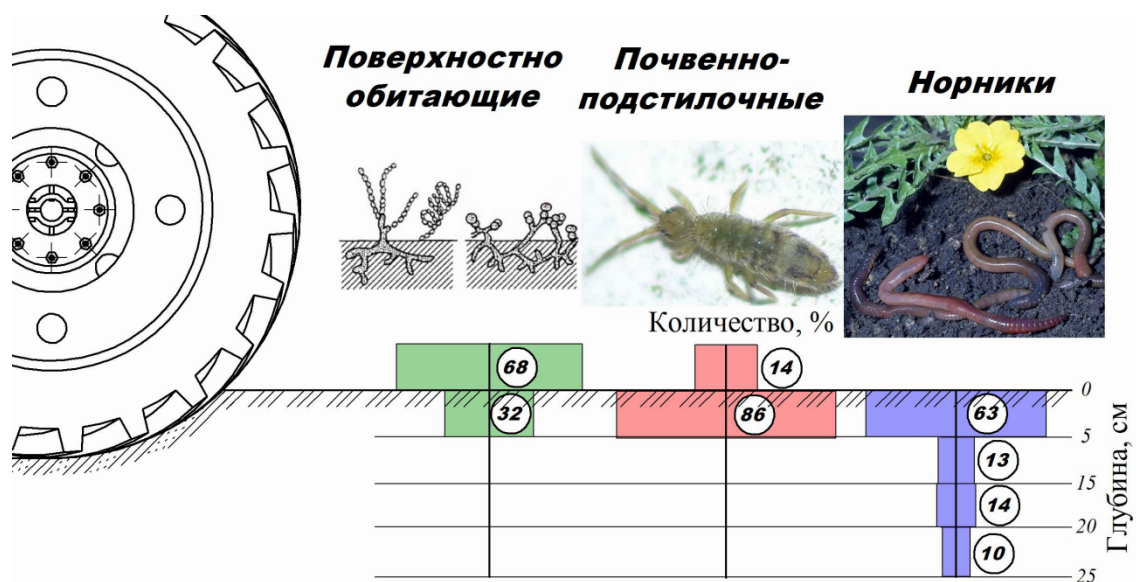 Поверхностно
обитающие
Почвенно-
подстилочные
Норники
Количество, %
68
14
0
32
86
63
5
13
15
14
20
10
25
Глубина, см